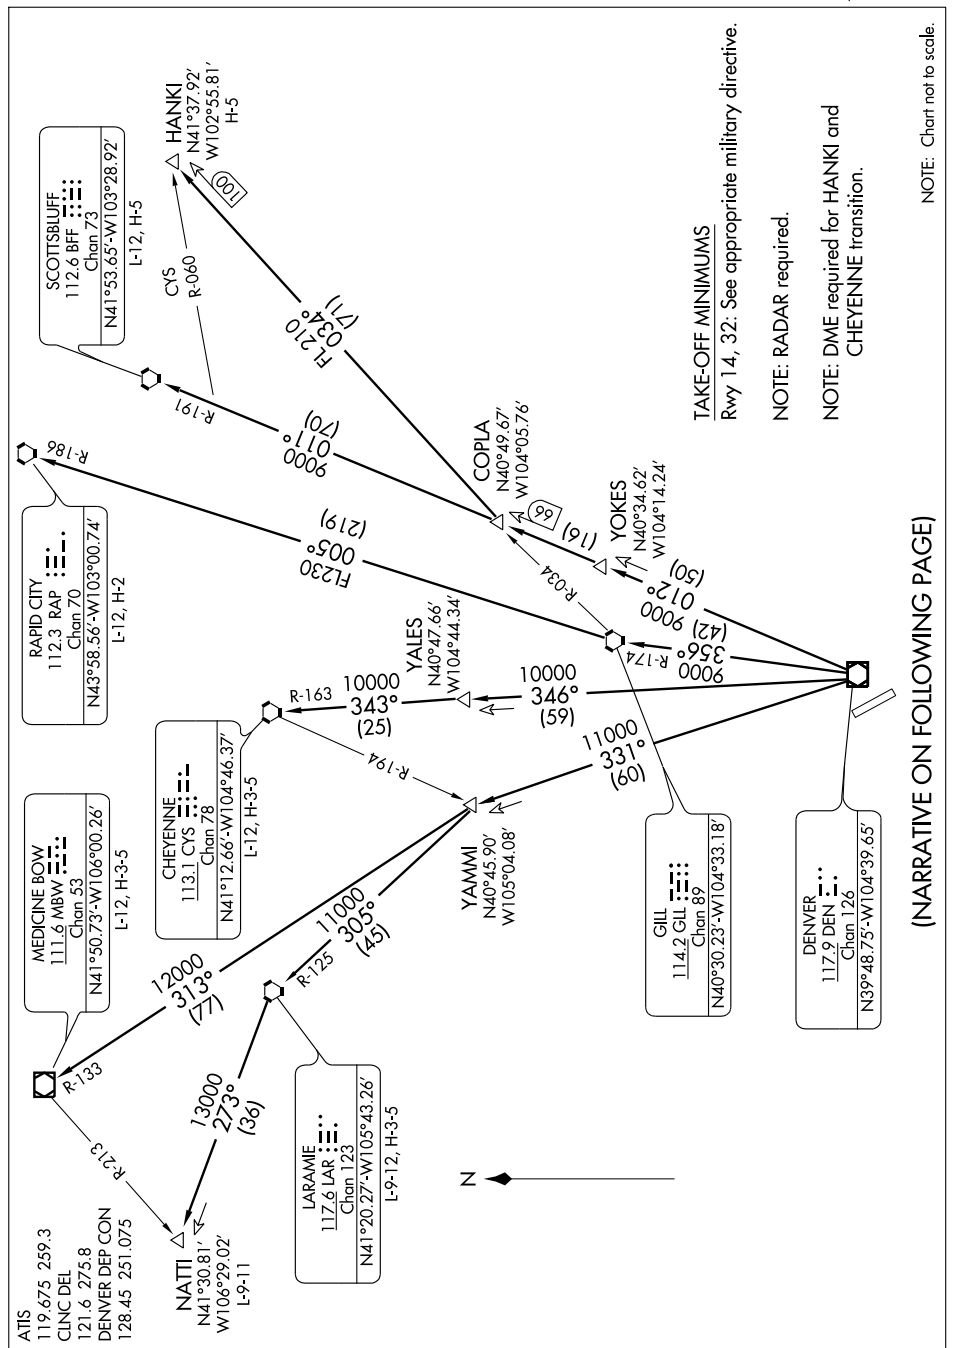 ATIS
119.675 259.3
CLNC DEL
121.6 275.8
DENVER DEP CON
128.45 251.075
MEDICINE BOW
111.6 MBW
Chan 53
N41°50.73'-W106°00.26'
L-12, H-3-5
RAPID CITY
112.3 RAP
Chan 70
N43°58.56'-W103°00.74'
L-12, H-2
SCOTTSBLUFF
112.6 BFF
Chan 73
N41°53.65'-W103°28.92'
L-12, H-5
HANKI
N41°37.92'
W102°55.81'
H-5
100
CYS
R-060
R-186
R-191
R-133
R-213
NATTI
N41°30.81'
W106°29.02'
L-9-11
13000
273°
(36)
12000
313°
(77)
CHEYENNE
113.1 CYS
Chan 78
N41°12.66'-W104°46.37'
L-12, H-3-5
R-163
R-194
LARAMIE
117.6 LAR
Chan 123
N41°20.27'-W105°43.26'
L-9-12, H-3-5
R-125
11000
305°
(45)
10000
343°
(25)
FL230
005°
(219)
9000
011°
(70)
FL210
034°
(71)
YAMMI
N40°45.90'
W105°04.08'
YALES
N40°47.66'
W104°44.34'
COPLA
N40°49.67'
W104°05.76'
66
R-034
(16)
YOKES
N40°34.62'
W104°14.24'
11000
331°
(60)
10000
346°
(59)
R-174
9000
356°
(42)
9000
012°
(50)
GILL
114.2 GLL
Chan 89
N40°30.23'-W104°33.18'
DENVER
117.9 DEN
Chan 126
N39°48.75'-W104°39.65'
N
TAKE-OFF MINIMUMS
Rwy 14, 32: See appropriate military directive.
NOTE: RADAR required.
NOTE: DME required for HANKI and
CHEYENNE transition.
(NARRATIVE ON FOLLOWING PAGE)
NOTE: Chart not to scale.